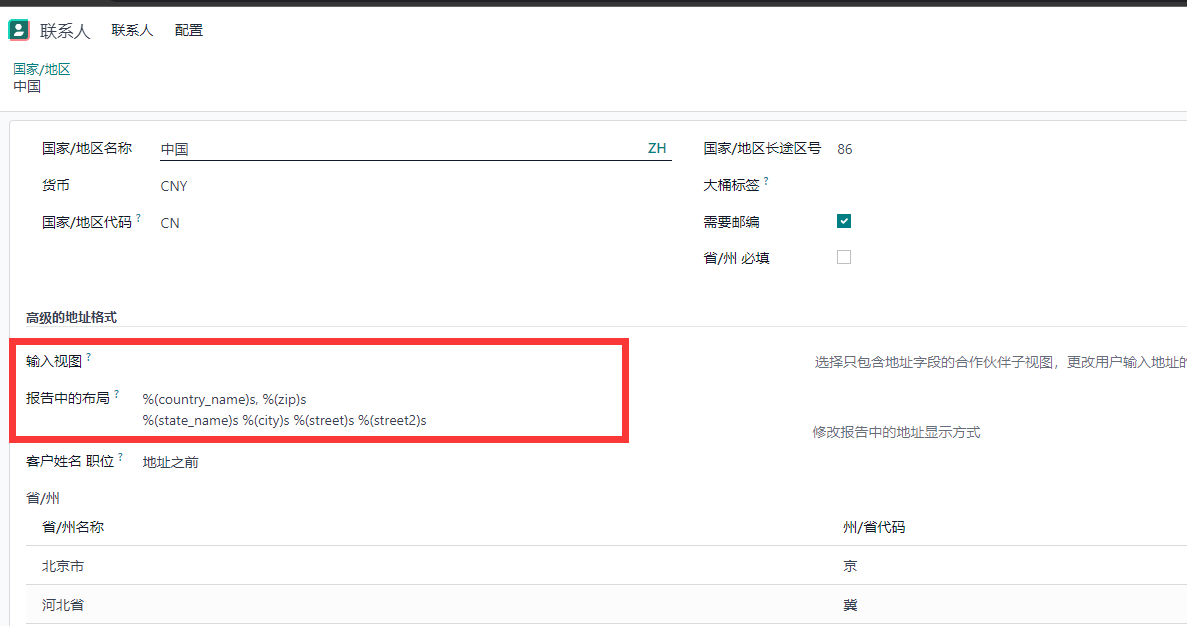 联系人 联系人 配置
国家/地区
中国
国家/地区名称 中国 ZH 国家/地区长途区号 86
货币 CNY 大桶标签 ?
国家/地区代码 ? CN 需要邮编
省/州 必填
高级的地址格式
输入视图 ? 选择只包含地址字段的合作伙伴子视图，更改用户输入地址的
报告中的布局 ? %(country_name)s, %(zip)s
%(state_name)s %(city)s %(street)s %(street2)s
修改报告中的地址显示方式
客户姓名 职位 ? 地址之前
省/州
省/州名称 州/省代码
北京市 京
河北省 冀